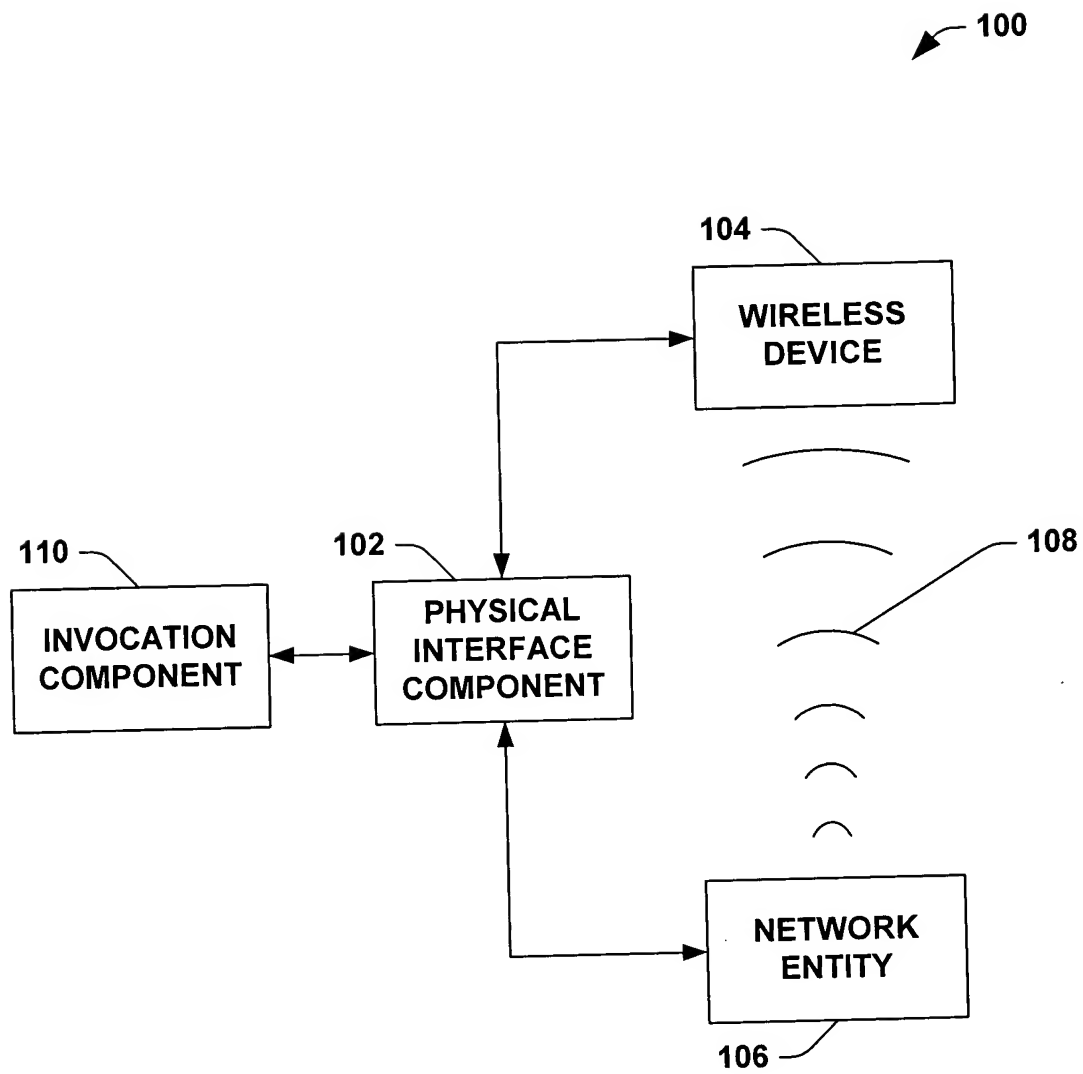 100
104
WIRELESS
DEVICE
110
102
108
INVOCATION
COMPONENT
PHYSICAL
INTERFACE
COMPONENT
NETWORK
ENTITY
106